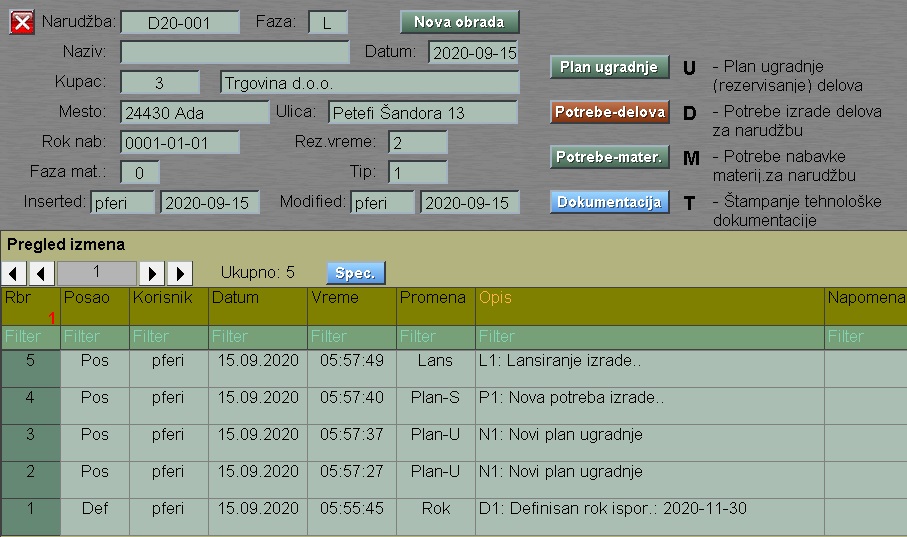 Narudžba: D20-001 Faza: L Nova obrada
Naziv: Datum: 2020-09-15
Kupac: 3 Trgovina d.o.o.
Plan ugradnje U - Plan ugradnje
(rezervisanje) delova
Mesto: 24430 Ada Ulica: Petefi Šandora 13
Potrebe-delova D - Potrebe izrade delova
za narudžbu
Rok nab: 0001-01-01 Rez.vreme: 2
Potrebe-mater. M - Potrebe nabavke
materij.za narudžbu
Faza mat.: 0 Tip: 1
Inserted: pferi 2020-09-15 Modified: pferi 2020-09-15
Dokumentacija T - Štampanje tehnološke
dokumentacije
Pregled izmena
1 Ukupno: 5 Spec.
Rbr Posao Korisnik Datum Vreme Promena Opis Napomena
1
Filter Filter Filter Filter Filter Filter Filter Filter
5 Pos pferi 15.09.2020 05:57:49 Lans L1: Lansiranje izrade..
4 Pos pferi 15.09.2020 05:57:40 Plan-S P1: Nova potreba izrade..
3 Pos pferi 15.09.2020 05:57:37 Plan-U N1: Novi plan ugradnje
2 Pos pferi 15.09.2020 05:57:27 Plan-U N1: Novi plan ugradnje
1 Def pferi 15.09.2020 05:55:45 Rok D1: Definisan rok ispor.: 2020-11-30